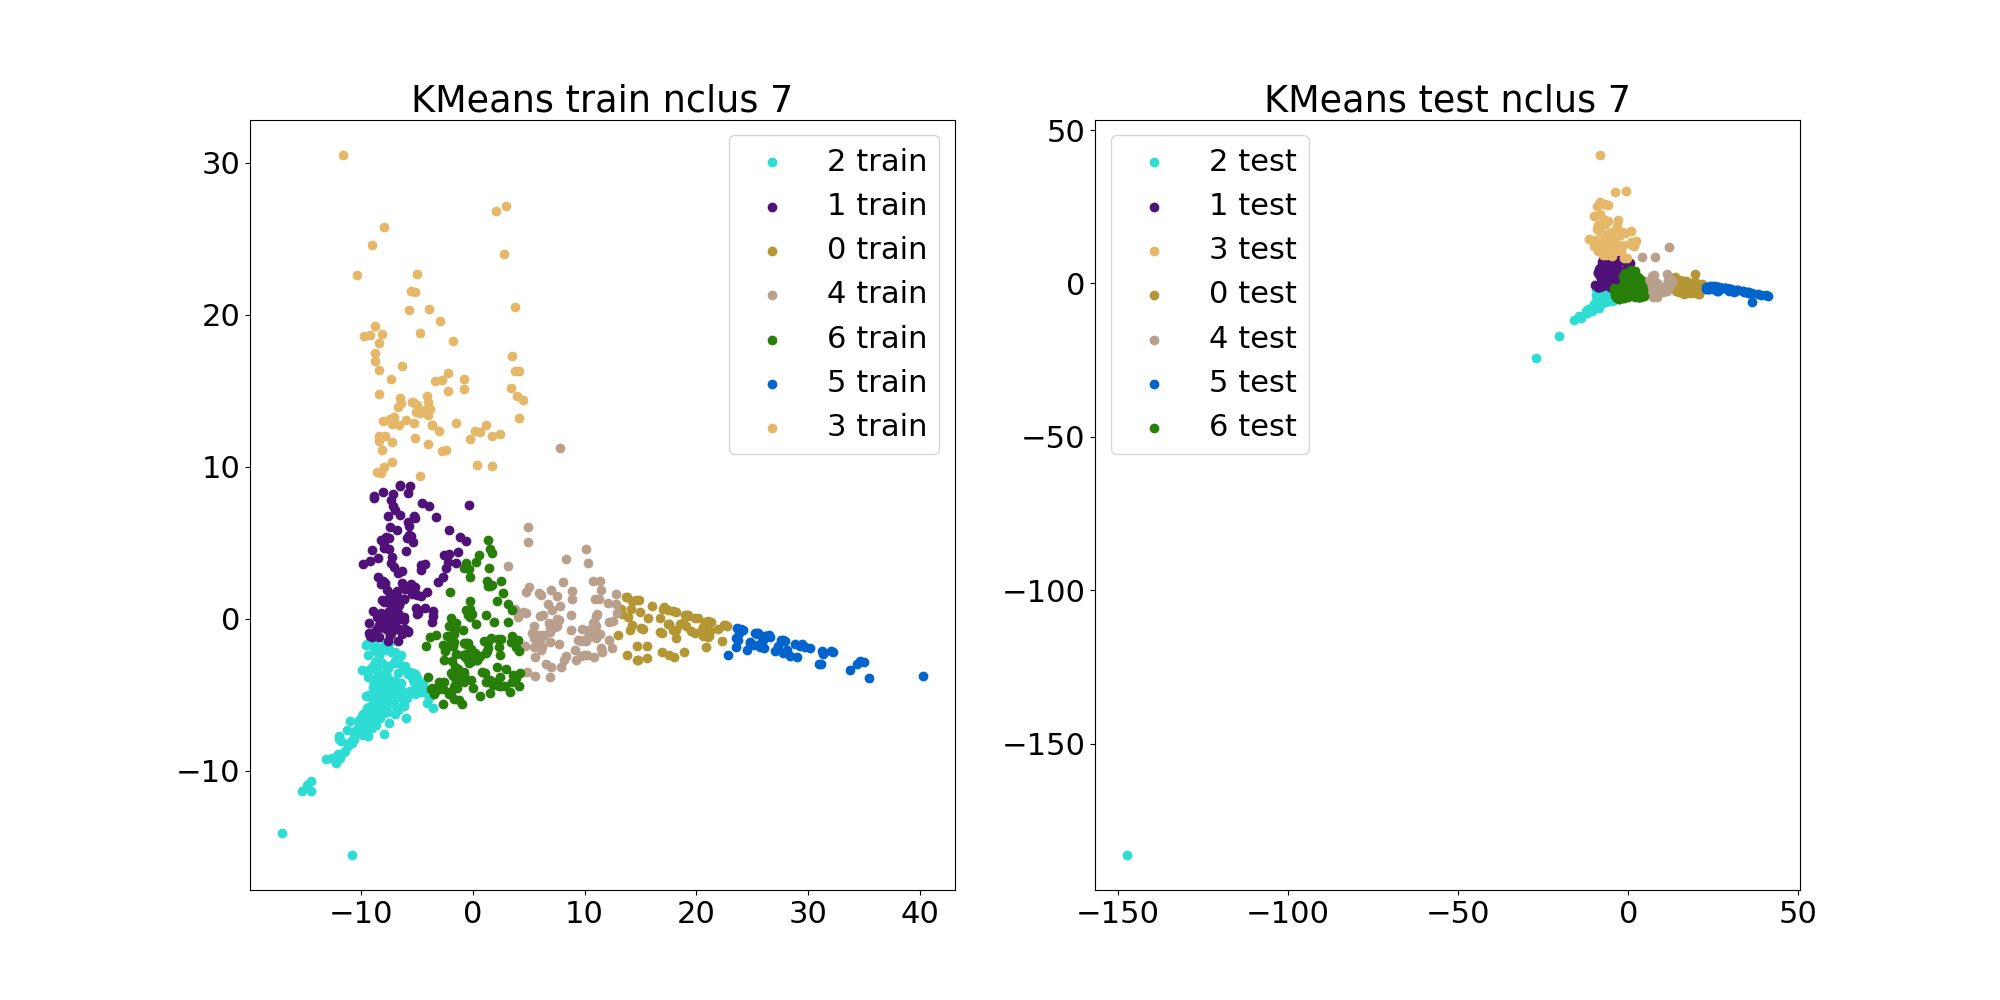 KMeans train nclus 7
30
20
10
0
−10
−10 0 10 20 30 40
2 train
1 train
0 train
4 train
6 train
5 train
3 train
KMeans test nclus 7
50
0
−50
−100
−150
−150 −100 −50 0 50
2 test
1 test
3 test
0 test
4 test
5 test
6 test